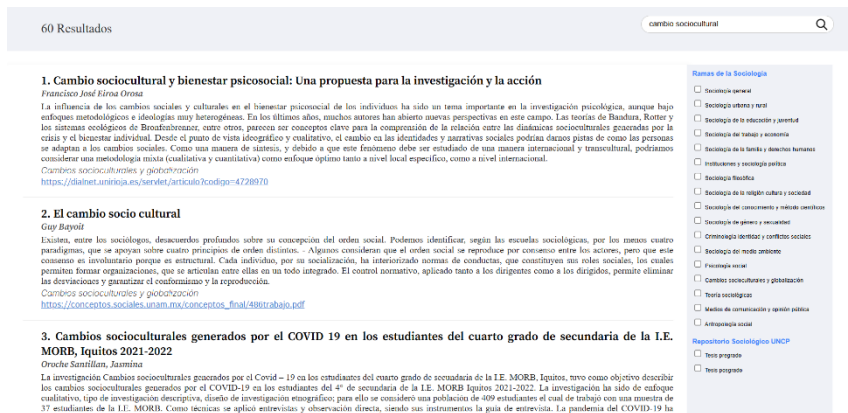 60 Resultados
cambio sociocultural
1. Cambio sociocultural y bienestar psicosocial: Una propuesta para la investigación y la acción
Francisco José Eiroa Orosa
La influencia de los cambios sociales y culturales en el bienestar psicosocial de los individuos ha sido un tema importante en la investigación psicológica, aunque bajo
enfoques metodológicos e ideologías muy heterogéneas. En los últimos años, muchos autores han abierto nuevas perspectivas en este campo. Las teorías de Bandura, Rotter y
los sistemas ecológicos de Bronfenbrenner, entre otros, parecen ser conceptos clave para la comprensión de la relación entre las dinámicas socioculturales generadas por la
crisis y el bienestar individual. Desde el punto de vista ideográfico y cualitativo, el cambio en las identidades y narrativas sociales podrían darnos pistas de como las personas
se adaptan a los cambios sociales. Como una manera de síntesis, y debido a que este fenómeno debe ser estudiado de una manera internacional y transcultural, podríamos
considerar una metodología mixta (cualitativa y cuantitativa) como enfoque óptimo tanto a nivel local específico, como a nivel internacional.
Cambios socioculturales y globalización
https://dialnet.unirioja.es/servlet/articulo?codigo=4728970
2. El cambio socio cultural
Guy Bayoit
Existen, entre los sociólogos, desacuerdos profundos sobre su concepción del orden social. Podemos identificar, según las escuelas sociológicas, por los menos cuatro
paradigmas, que se apoyan sobre cuatro principios de orden distintos. - Algunos consideran que el orden social se reproduce por consenso entre los actores, pero que este
consenso es involuntario porque es estructural. Cada individuo, por su socialización, ha interiorizado normas de conductas, que constituyen sus roles sociales, los cuales
permiten formar organizaciones, que se articulan entre ellas en un todo integrado. El control normativo, aplicado tanto a los dirigentes como a los dirigidos, permite eliminar
las desviaciones y garantizar el conformismo y la reproducción.
Cambios socioculturales y globalización
https://conceptos.sociales.unam.mx/conceptos_final/486trabajo.pdf
3. Cambios socioculturales generados por el COVID 19 en los estudiantes del cuarto grado de secundaria de la I.E.
MORB, Iquitos 2021-2022
Oroche Santillan, Jasmina
La investigación Cambios socioculturales generados por el Covid – 19 en los estudiantes del cuarto grado de secundaria de la I.E. MORB, Iquitos, tuvo como objetivo describir
los cambios socioculturales generados por el COVID-19 en los estudiantes del 4° de secundaria de la I.E. MORB Iquitos 2021-2022. La investigación ha sido de enfoque
cualitativo, tipo de investigación descriptiva, diseño de investigación etnográfico; para ello se consideró una población de 409 estudiantes el cual de trabajó con una muestra de
37 estudiantes de la I.E. MORB. Como técnicas se aplicó entrevistas y observación directa, siendo sus instrumentos la guía de entrevista. La pandemia del COVID-19 ha
Ramas de la Sociología
Sociología general
Sociología urbana y rural
Sociología de la educación y juventud
Sociología del trabajo y economía
Sociología de la familia y derechos humanos
Instituciones y sociología política
Sociología filosófica
Sociología de la religión cultura y sociedad
Sociología del conocimiento y método científicos
Sociología de género y sexualidad
Criminología identidad y conflictos sociales
Sociología del medio ambiente
Psicología social
Cambios socioculturales y globalización
Teoría sociológicas
Medios de comunicación y opinión pública
Antropología social
Repositorio Sociológico UNCP
Tesis pregrado
Tesis posgrado